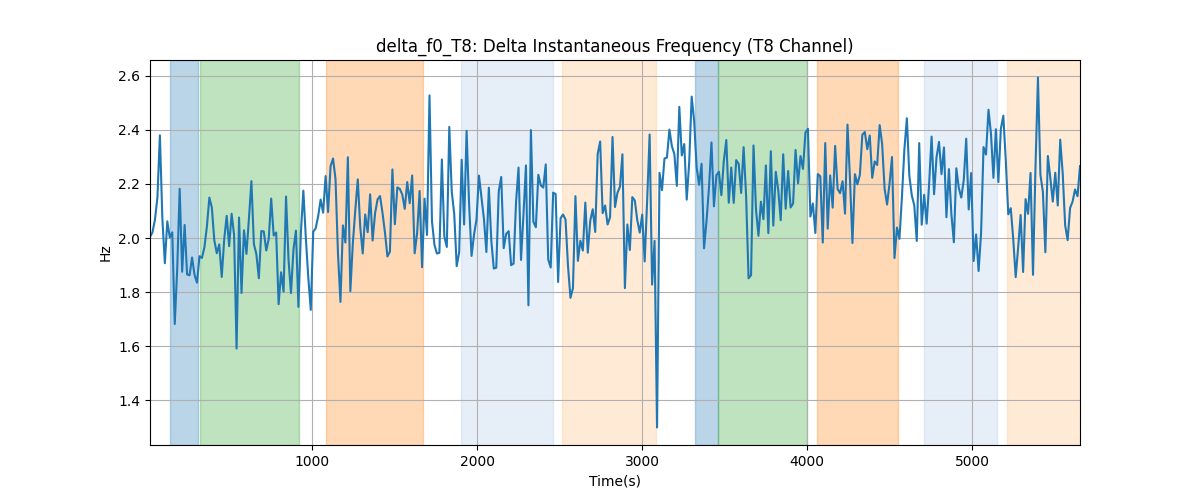 delta_f0_T8: Delta Instantaneous Frequency (T8 Channel)
2.6
2.4
2.2
2.0
1.8
1.6
1.4
Hz
1000 2000 3000 4000 5000
Time(s)